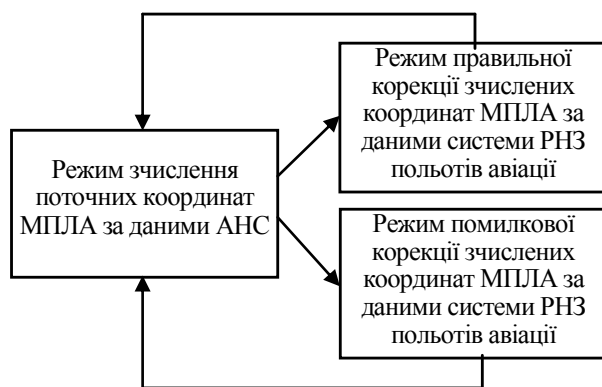 Режим зчислення
поточних координат
МПЛА за даними АНС
Режим правильної
корекції зчислених
координат МПЛА за
даними системи РНЗ
польотів авіації
Режим помилкової
корекції зчислених
координат МПЛА за
даними системи РНЗ
польотів авіації